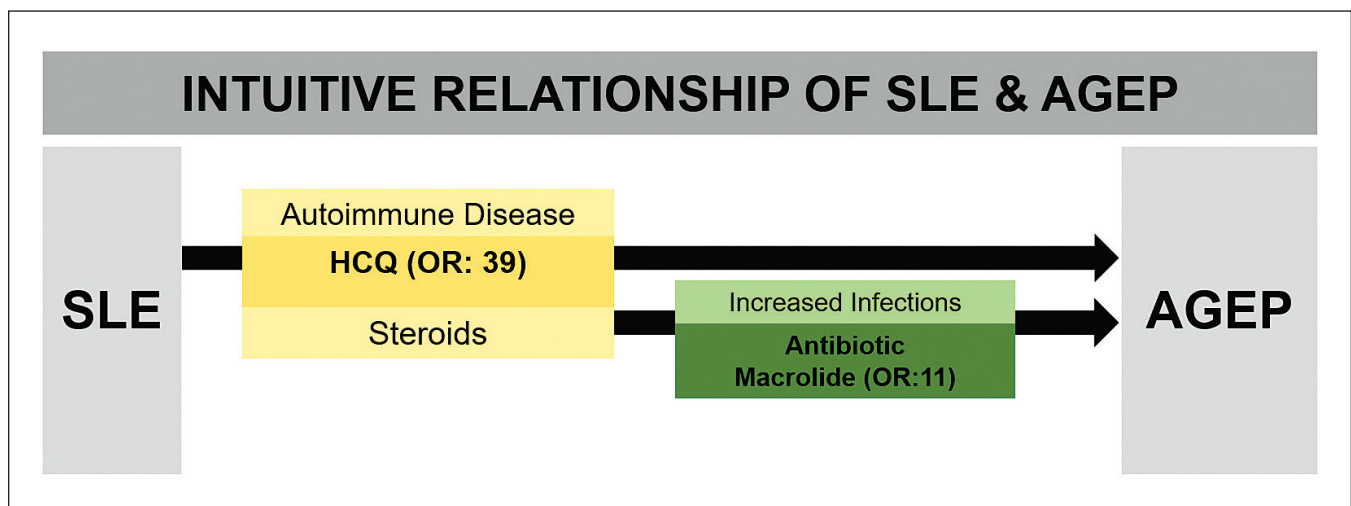 INTUITIVE RELATIONSHIP OF SLE & AGEP
SLE
Autoimmune Disease
HCQ (OR: 39)
Steroids
Increased Infections
Antibiotic
Macrolide (OR:11)
AGEP